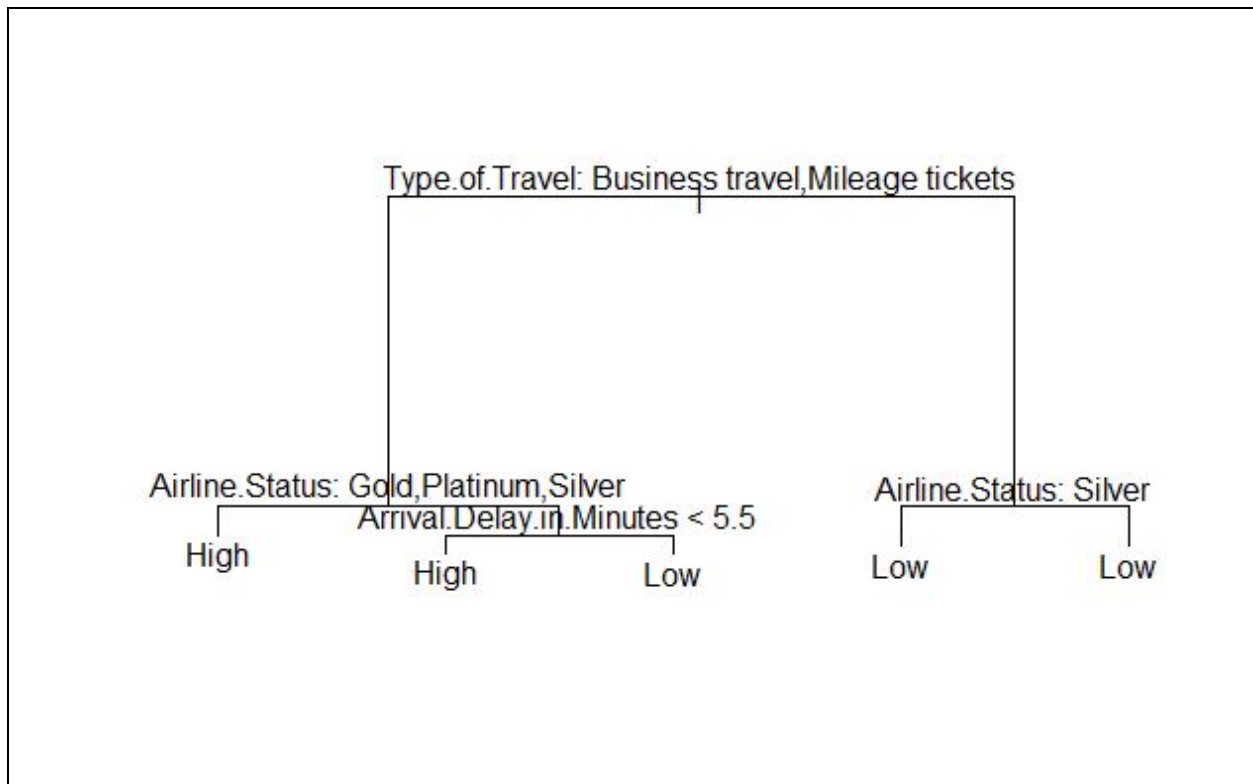 Type.of.Travel: Business travel,Mileage tickets
Airline.Status: Gold,Platinum,Silver
Airline.Status: Silver
Arrival.Delay.in.Minutes < 5.5
High
High
Low
Low
Low